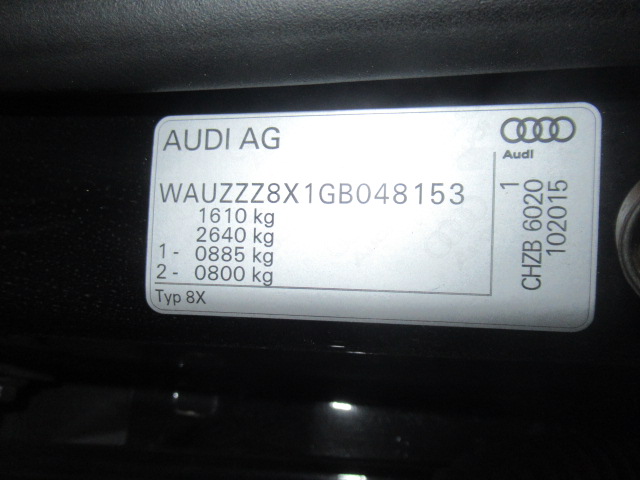 AUDI AG
Audi
WAUZZZ8X1GB048153
1610 kg
2640 kg
1 - 0885 kg
2 - 0800 kg
Typ 8X
1
CHZB 6020
102015